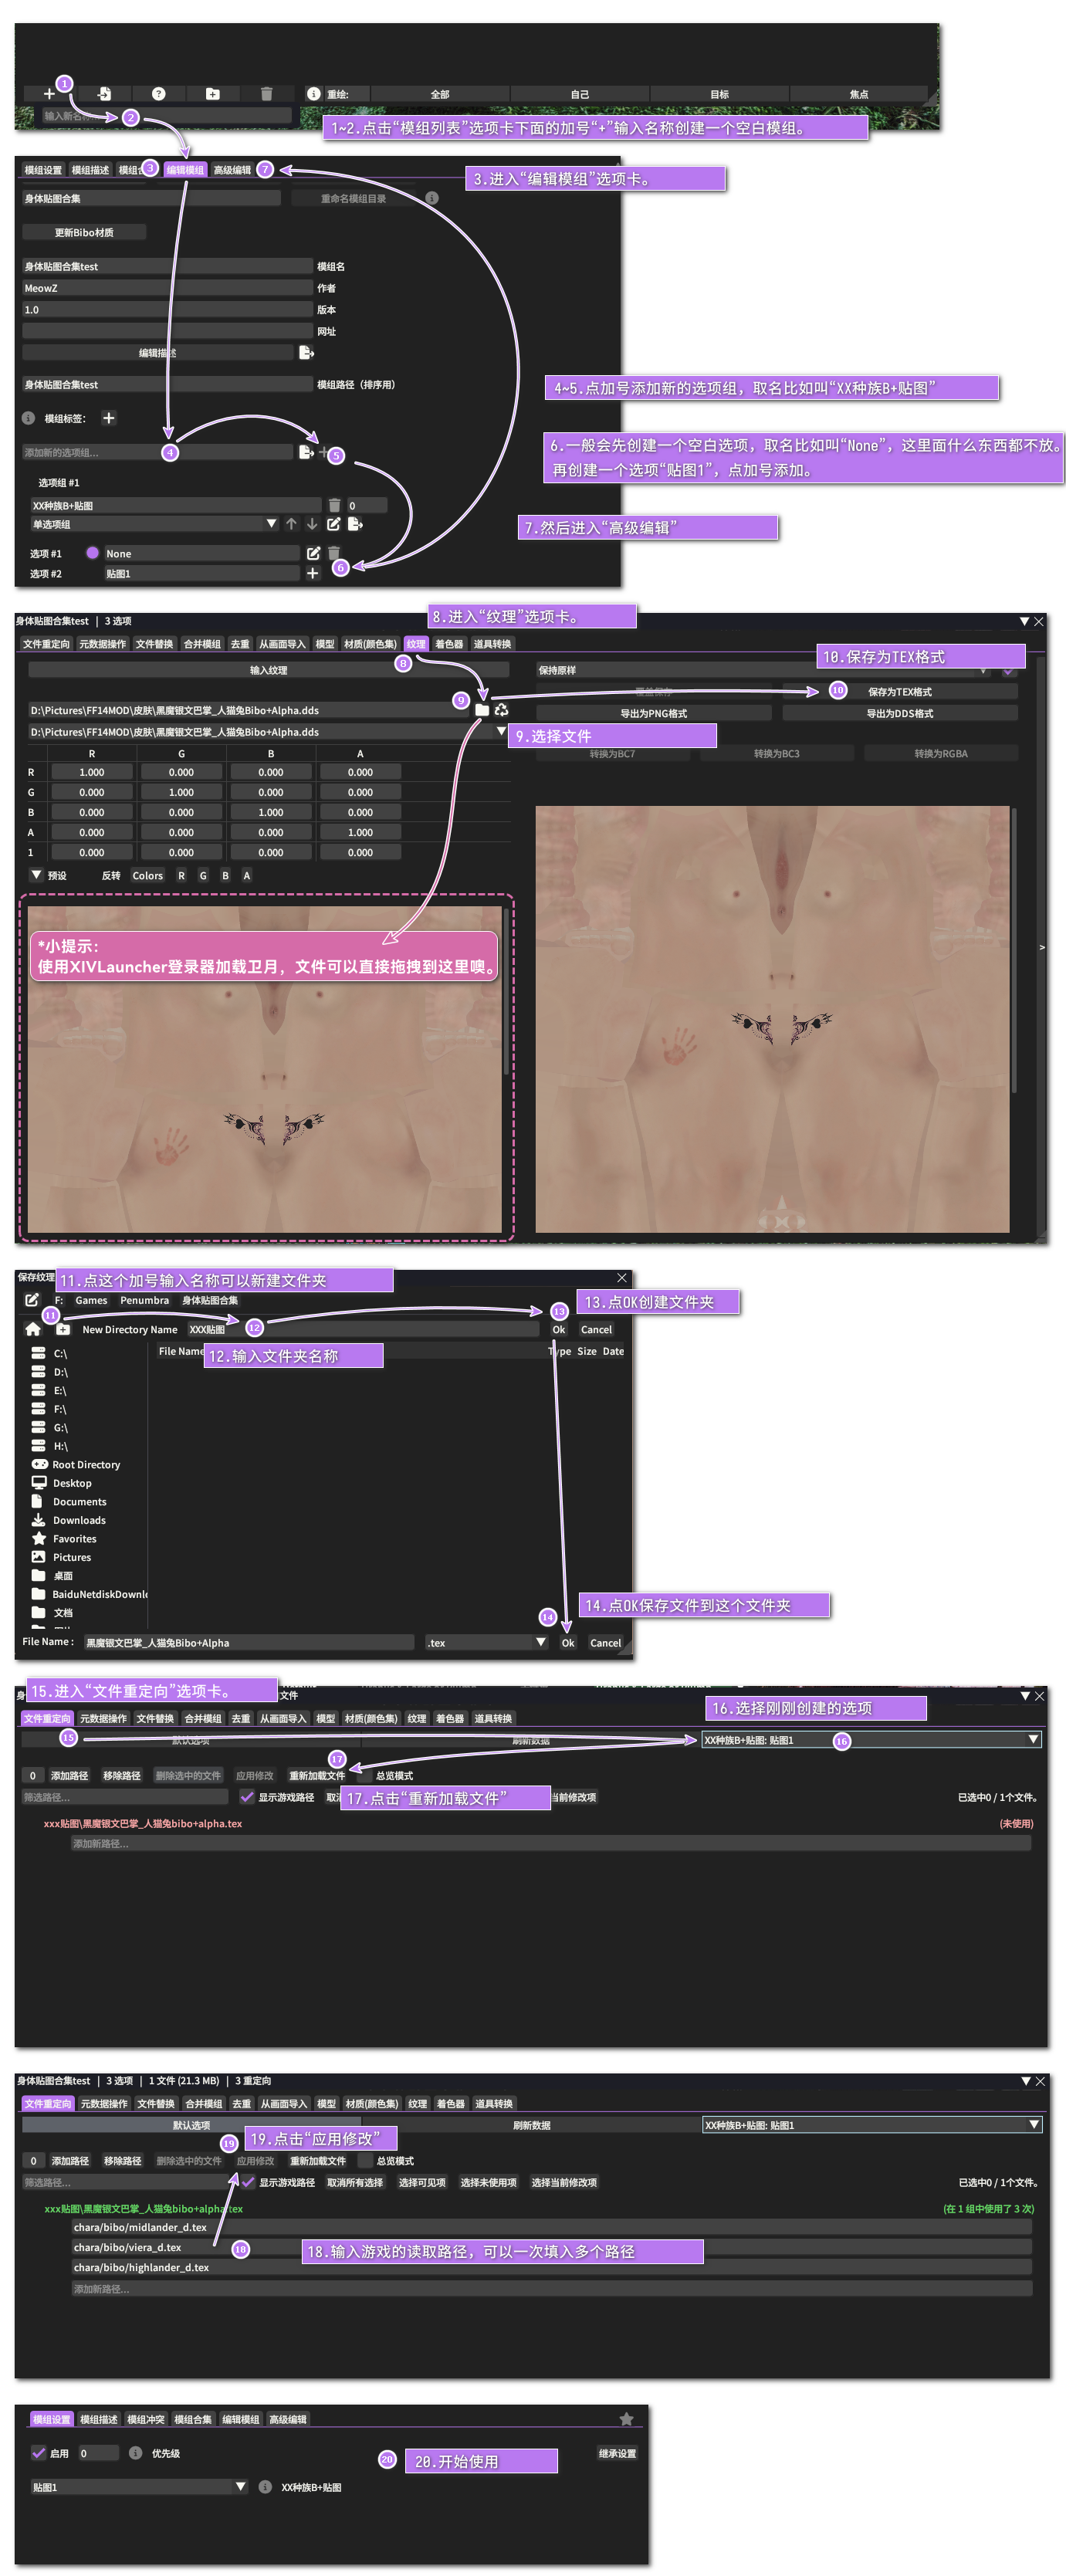 重绘:
全部
自己
目标
焦点
1
2
输入新名称
1~2.点击“模组列表”选项卡下面的加号“+”输入名称创建一个空白模组。
模组设置
模组描述
3
编辑模组
高级编辑
7
3.进入“编辑模组”选项卡。
身体贴图合集
重命名模组目录
更新Bibo材质
身体贴图合集test
模组名
MeowZ
作者
1.0
版本
网址
编辑描述
身体贴图合集test
模组路径（排序用）
4~5.点加号添加新的选项组，取名比如叫“XX种族B+贴图”
模组标签：
添加新的选项组...
4
5
6.一般会先创建一个空白选项，取名比如叫“None”，这里面什么东西都不放。
再创建一个选项“贴图1”，点加号添加。
选项组 #1
XX种族B+贴图
0
单选项组
7.然后进入“高级编辑”
选项 #1
None
选项 #2
贴图1
6
8.进入“纹理”选项卡。
身体贴图合集test | 3 选项
文件重定向 元数据操作 文件替换 合并模组 去重 从画面导入 模型 材质(颜色集) 纹理 着色器 道具转换
8
输入纹理
保持原样
10.保存为TEX格式
9
覆盖保存
10
保存为TEX格式
D:\Pictures\FF14MOD\皮肤\黑魔银文巴掌_人猫兔Bibo+Alpha.dds
导出为PNG格式
导出为DDS格式
D:\Pictures\FF14MOD\皮肤\黑魔银文巴掌_人猫兔Bibo+Alpha.dds
9.选择文件
转换为BC7
转换为BC3
转换为RGBA
R G B A
R 1.000 0.000 0.000 0.000
G 0.000 1.000 0.000 0.000
B 0.000 0.000 1.000 0.000
A 0.000 0.000 0.000 1.000
1 0.000 0.000 0.000 0.000
预设 反转 Colors R G B A
*小提示：
使用XIVLauncher登录器加载卫月，文件可以直接拖拽到这里噢。
>
保存纹理
11.点这个加号输入名称可以新建文件夹
F: Games Penumbra 身体贴图合集
11
13
13.点OK创建文件夹
New Directory Name
XXX贴图
12
Ok
Cancel
12.输入文件夹名称
File Name
Type Size Date
C:\
D:\
E:\
F:\
G:\
H:\
Root Directory
Desktop
Documents
Downloads
Favorites
Pictures
桌面
BaiduNetdiskDownlo
文档
14
14.点OK保存文件到这个文件夹
File Name :
黑魔银文巴掌_人猫兔Bibo+Alpha
.tex
Ok
Cancel
15.进入“文件重定向”选项卡。
文件
16.选择刚刚创建的选项
文件重定向 元数据操作 文件替换 合并模组 去重 从画面导入 模型 材质(颜色集) 纹理 着色器 道具转换
15
默认选项
刷新数据
XX种族B+贴图: 贴图1
16
17
0 添加路径 移除路径 删除选中的文件 应用修改 重新加载文件 总览模式
筛选路径...
显示游戏路径
17.点击“重新加载文件”
当前修改项
已选中0 / 1个文件。
xxx贴图\黑魔银文巴掌_人猫兔bibo+alpha.tex
(未使用)
添加新路径...
身体贴图合集test | 3 选项 | 1 文件 (21.3 MB) | 3 重定向
文件重定向 元数据操作 文件替换 合并模组 去重 从画面导入 模型 材质(颜色集) 纹理 着色器 道具转换
默认选项
刷新数据
XX种族B+贴图: 贴图1
19
19.点击“应用修改”
0 添加路径 移除路径 删除选中的文件 应用修改 重新加载文件 总览模式
筛选路径...
显示游戏路径 取消所有选择 选择可见项 选择未使用项 选择当前修改项
已选中0 / 1个文件。
xxx贴图\黑魔银文巴掌_人猫兔bibo+alpha.tex
(在 1 组中使用了 3 次)
chara/bibo/midlander_d.tex
chara/bibo/viera_d.tex
18
18.输入游戏的读取路径，可以一次填入多个路径
chara/bibo/highlander_d.tex
添加新路径...
模组设置 模组描述 模组冲突 模组合集 编辑模组 高级编辑
启用
0
优先级
20
20.开始使用
继承设置
贴图1
XX种族B+贴图